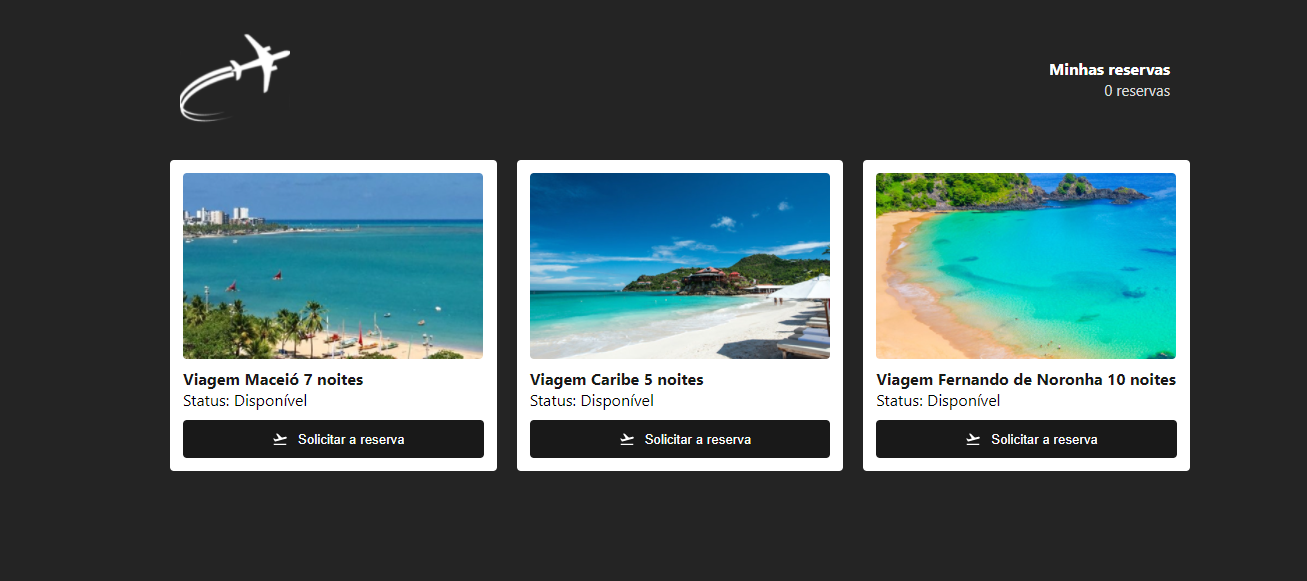 Minhas reservas
0 reservas
Viagem Maceió 7 noites
Status: Disponível
Solicitar a reserva
Viagem Caribe 5 noites
Status: Disponível
Solicitar a reserva
Viagem Fernando de Noronha 10 noites
Status: Disponível
Solicitar a reserva